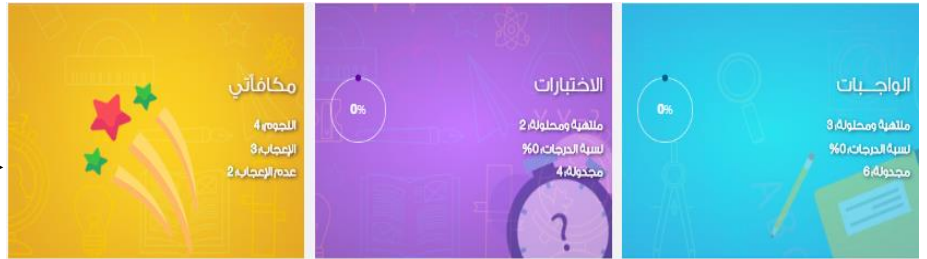 الواجـــبات
0%
منتهية ومحلولة: 3
نسبة الدرجات: 0%
مجدولة: 6
الاختبارات
0%
منتهية ومحلولة: 2
نسبة الدرجات: 0%
مجدولة: 4
مكافآتي
النجوم: 4
الإعجاب: 3
عدم الإعجاب: 2